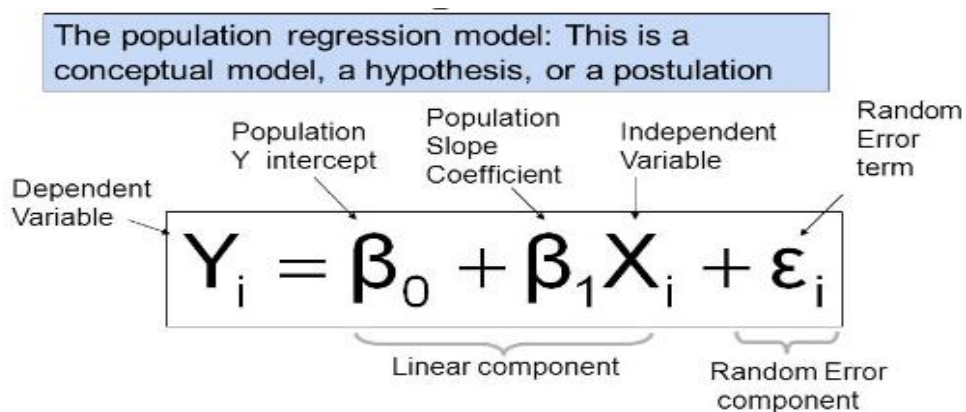 The population regression model: This is a
conceptual model, a hypothesis, or a postulation
Dependent
Variable
Population
Y intercept
Population
Slope
Coefficient
Independent
Variable
Random
Error
term
Yᵢ = β₀ + β₁Xᵢ + εᵢ
Linear component
Random Error
component